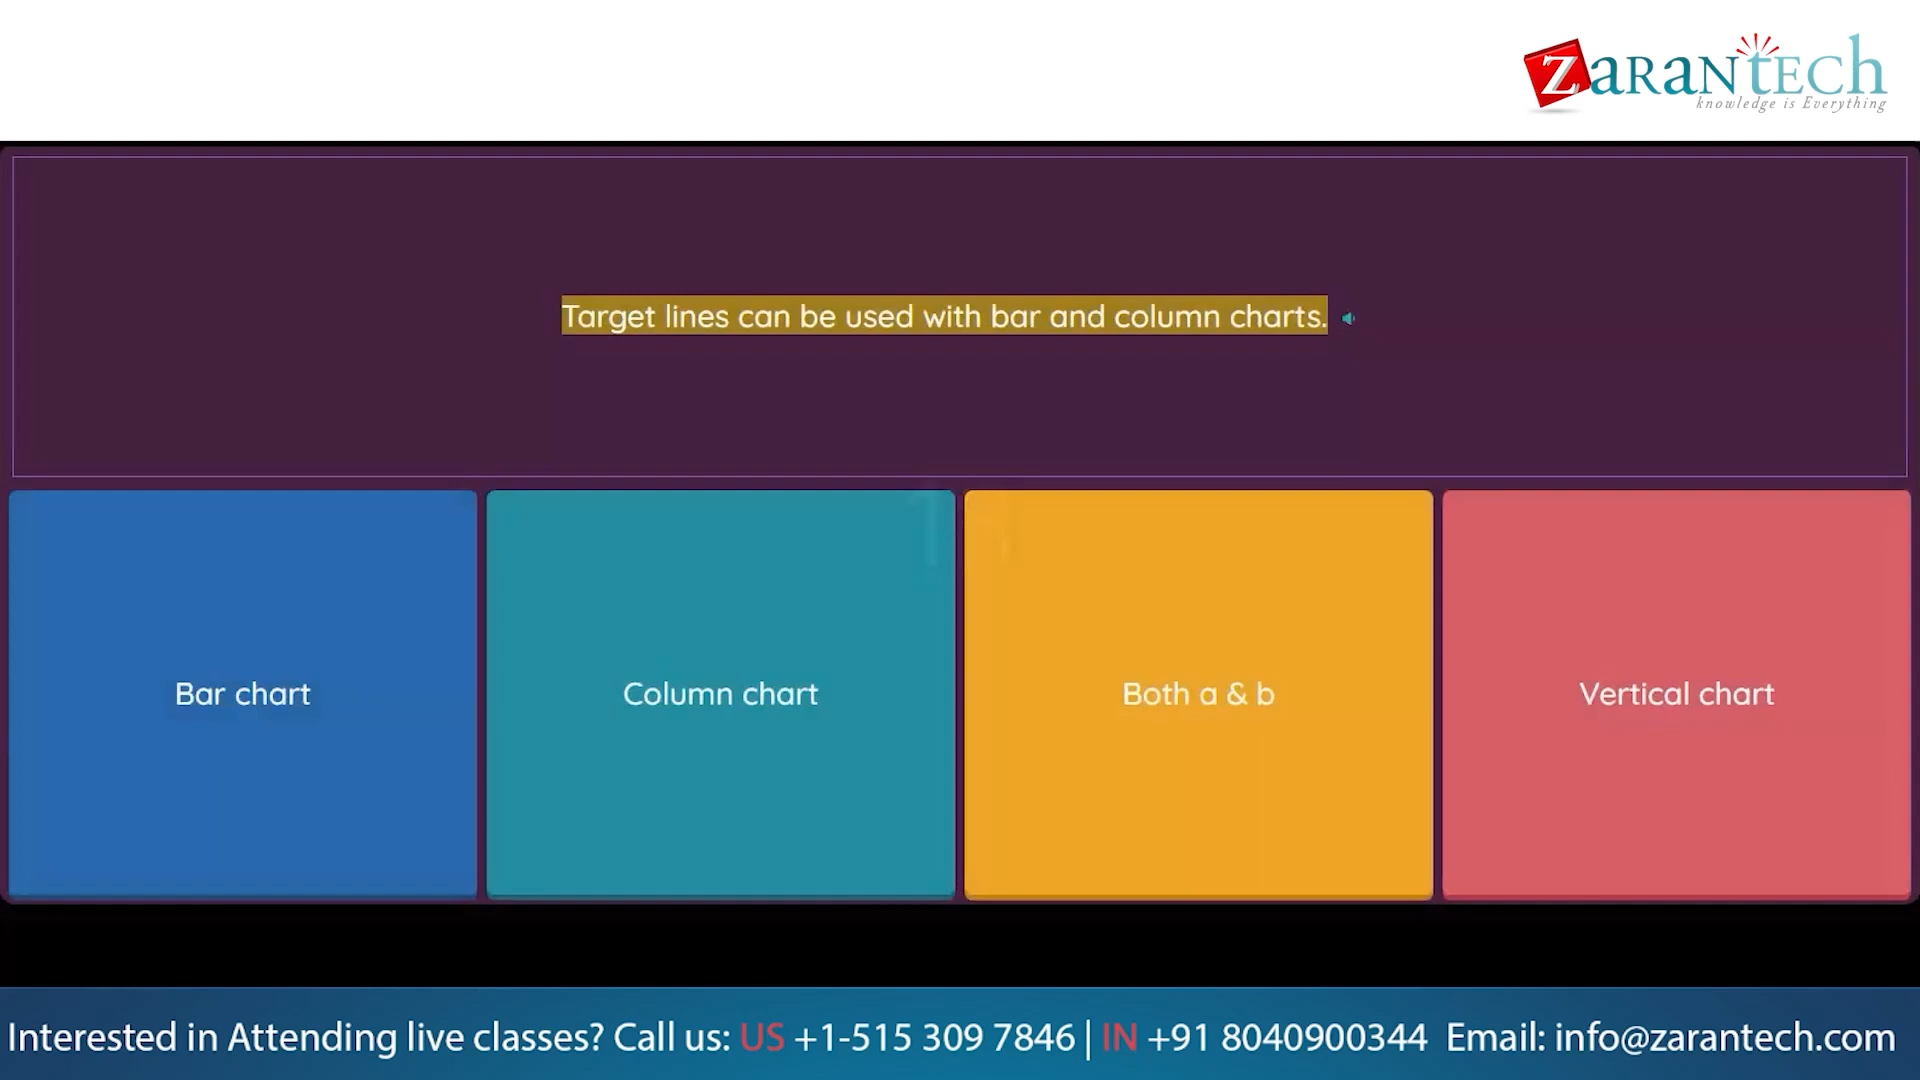 ZaranTech
knowledge is Everything
Target lines can be used with bar and column charts.
Bar chart
Column chart
Both a & b
Vertical chart
Interested in Attending live classes? Call us: US +1-515 309 7846 | IN +91 8040900344 Email: info@zarantech.com